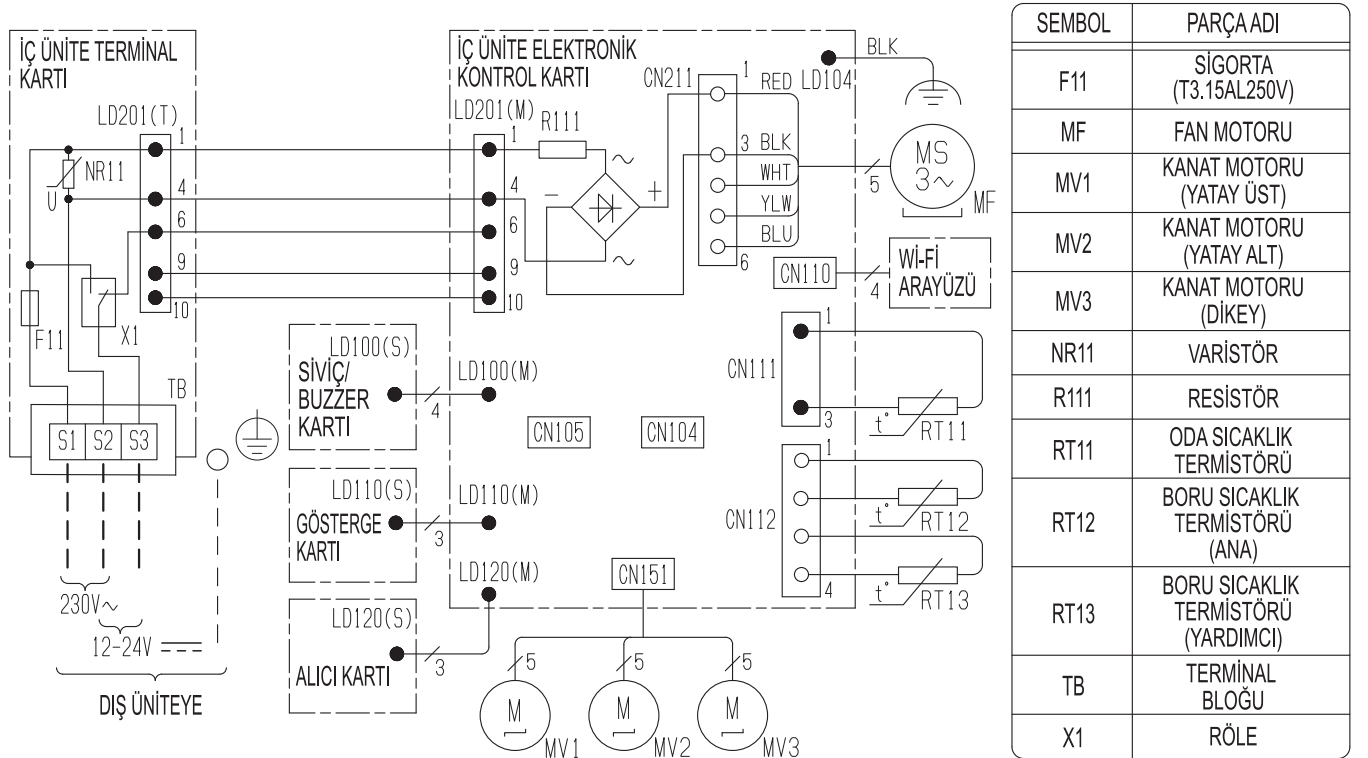 İÇ ÜNİTE TERMİNAL
KARTI
LD201(T)
1
4
6
9
10
NR11
U
F11
X1
TB
S1 S2 S3
230V∼
12-24V
DIŞ ÜNİTEYE
İÇ ÜNİTE ELEKTRONİK
KONTROL KARTI
LD201(M)
1
4
6
9
10
R111
∼
−
+
∼
CN211
1
RED
3 BLK
WHT
YLW
BLU
6
LD104
BLK
5
MS
3∼
MF
CN110
4
Wİ-Fİ
ARAYÜZÜ
CN111
1
3
t°
RT11
CN112
1
4
t°
RT12
t°
RT13
LD100(S)
SİVİÇ/
BUZZER
KARTI
4
LD100(M)
CN105
CN104
LD110(S)
GÖSTERGE
KARTI
3
LD110(M)
LD120(M)
LD120(S)
ALICI KARTI
3
CN151
5
5
5
M
MV1
M
MV2
M
MV3
SEMBOL PARÇA ADI
F11 SİGORTA
(T3.15AL250V)
MF FAN MOTORU
MV1 KANAT MOTORU
(YATAY ÜST)
MV2 KANAT MOTORU
(YATAY ALT)
MV3 KANAT MOTORU
(DİKEY)
NR11 VARİSTÖR
R111 RESİSTÖR
RT11 ODA SICAKLIK
TERMİSTÖRÜ
RT12 BORU SICAKLIK
TERMİSTÖRÜ
(ANA)
RT13 BORU SICAKLIK
TERMİSTÖRÜ
(YARDIMCI)
TB TERMİNAL
BLOĞU
X1 RÖLE